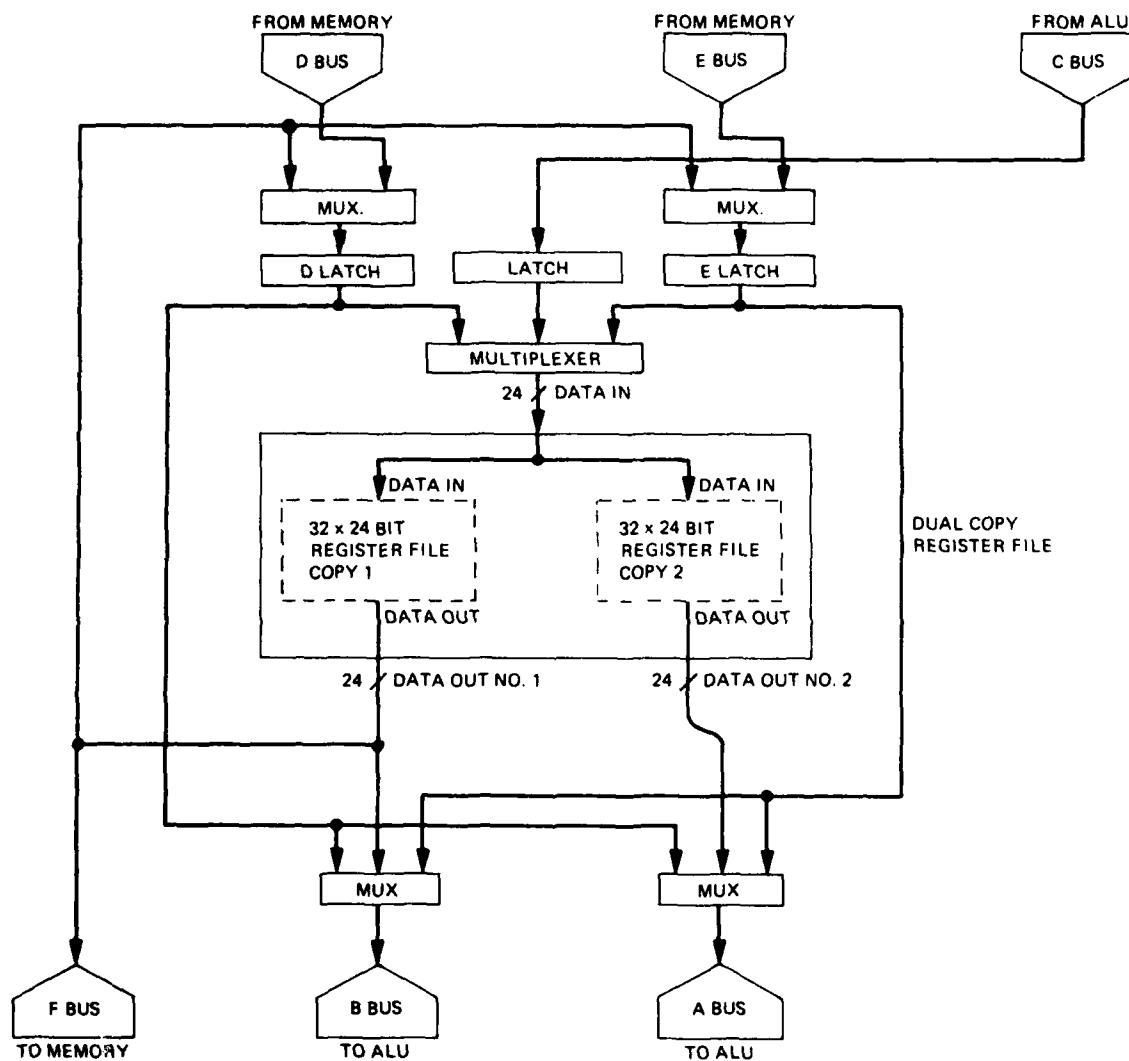 FROM MEMORY
FROM MEMORY
FROM ALU
D BUS
E BUS
C BUS
MUX.
MUX.
D LATCH
LATCH
E LATCH
MULTIPLEXER
24 DATA IN
DATA IN
DATA IN
32 x 24 BIT
REGISTER FILE
COPY 1
32 x 24 BIT
REGISTER FILE
COPY 2
DUAL COPY
REGISTER FILE
DATA OUT
DATA OUT
24 DATA OUT NO. 1
24 DATA OUT NO. 2
MUX
MUX
F BUS
B BUS
A BUS
TO MEMORY
TO ALU
TO ALU